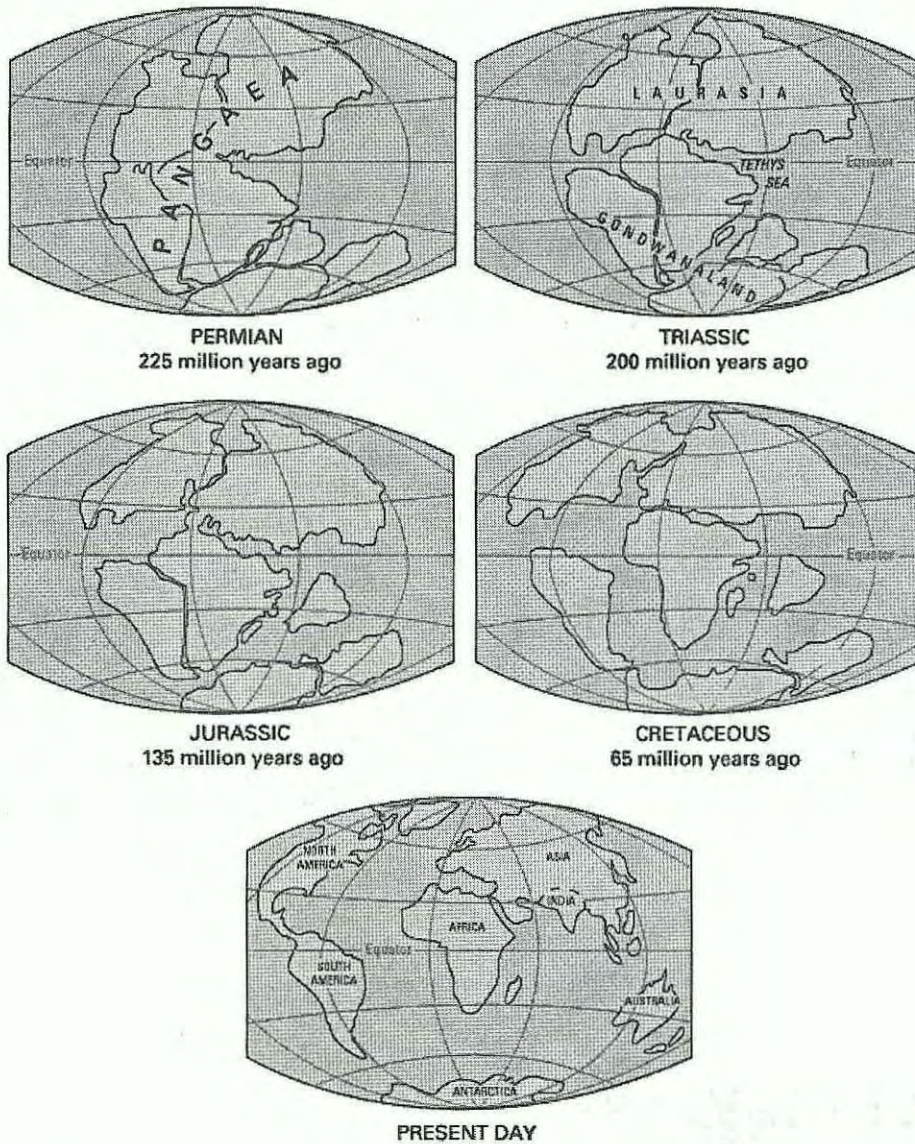 PANGAEA
Equator
PERMIAN
225 million years ago
LAURASIA
TETHYS
SEA
Equator
GONDWANALAND
TRIASSIC
200 million years ago
Equator
JURASSIC
135 million years ago
Equator
CRETACEOUS
65 million years ago
NORTH
AMERICA
ASIA
INDIA
AFRICA
Equator
SOUTH
AMERICA
AUSTRALIA
ANTARCTICA
PRESENT DAY